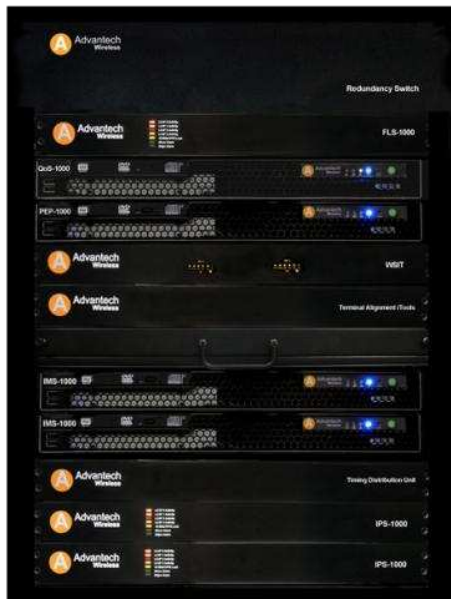 Advantech
Wireless
Redundancy Switch
Advantech
Wireless
FLS-1000
QoS-1000
PEP-1000
Advantech
Wireless
WSIT
Advantech
Wireless
Terminal Alignment iTools
IMS-1000
IMS-1000
Advantech
Wireless
Timing Distribution Unit
Advantech
Wireless
IPS-1000
Advantech
Wireless
IPS-1000